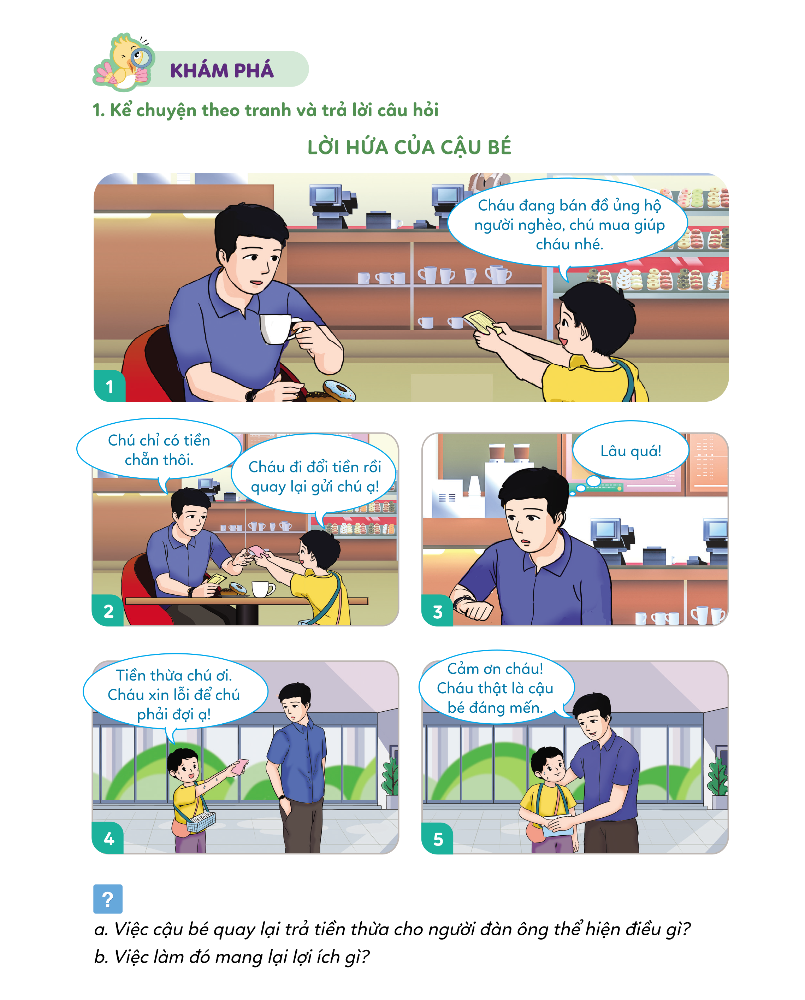 KHÁM PHÁ
1. Kể chuyện theo tranh và trả lời câu hỏi
LỜI HỨA CỦA CẬU BÉ
Cháu đang bán đồ ủng hộ
người nghèo, chú mua giúp
cháu nhé.
1
Chú chỉ có tiền
chẵn thôi.
Cháu đi đổi tiền rồi
quay lại gửi chú ạ!
2
Lâu quá!
3
Tiền thừa chú ơi.
Cháu xin lỗi để chú
phải đợi ạ!
4
Cảm ơn cháu!
Cháu thật là cậu
bé đáng mến.
5
?
a. Việc cậu bé quay lại trả tiền thừa cho người đàn ông thể hiện điều gì?
b. Việc làm đó mang lại lợi ích gì?